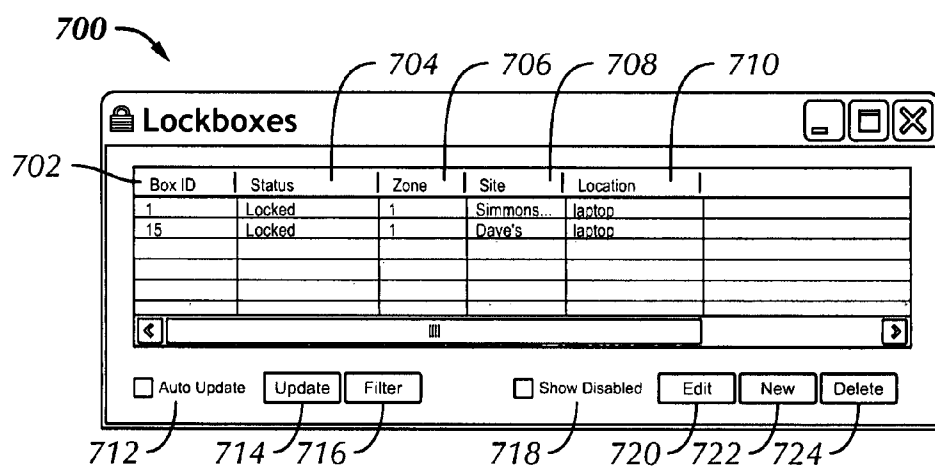 700
704 706 708 710
Lockboxes
702
Box ID Status Zone Site Location
1 Locked 1 Simmons... laptop
15 Locked 1 Dave's laptop
Auto Update Update Filter Show Disabled Edit New Delete
712 714 716 718 720 722 724